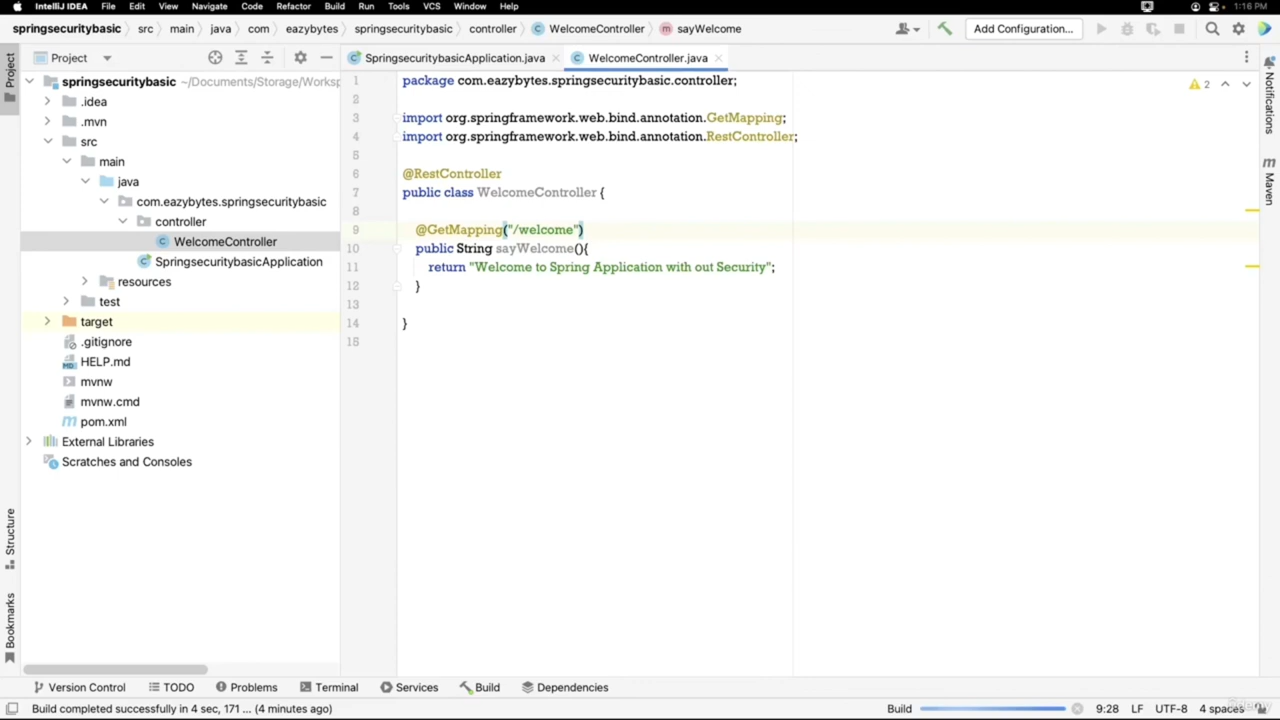 IntelliJ IDEA File Edit View Navigate Code Refactor Build Run Tools VCS Window Help 1:16 PM
springsecuritybasic src main java com eazybytes springsecuritybasic controller WelcomeController sayWelcome Add Configuration...
Project SpringsecuritybasicApplication.java WelcomeController.java
springsecuritybasic ~/Documents/Storage/Worksp
.idea
.mvn
src
main
java
com.eazybytes.springsecuritybasic
controller
WelcomeController
SpringsecuritybasicApplication
resources
test
target
.gitignore
HELP.md
mvnw
mvnw.cmd
pom.xml
External Libraries
Scratches and Consoles
1 package com.eazybytes.springsecuritybasic.controller;
2
3 import org.springframework.web.bind.annotation.GetMapping;
4 import org.springframework.web.bind.annotation.RestController;
5
6 @RestController
7 public class WelcomeController {
8
9 @GetMapping("/welcome")
10 public String sayWelcome(){
11 return "Welcome to Spring Application with out Security";
12 }
13
14 }
15
2
Project
Structure
Bookmarks
Notifications
Maven
Version Control TODO Problems Terminal Services Build Dependencies
Build completed successfully in 4 sec, 171 ... (4 minutes ago) Build 9:28 LF UTF-8 4 spaces